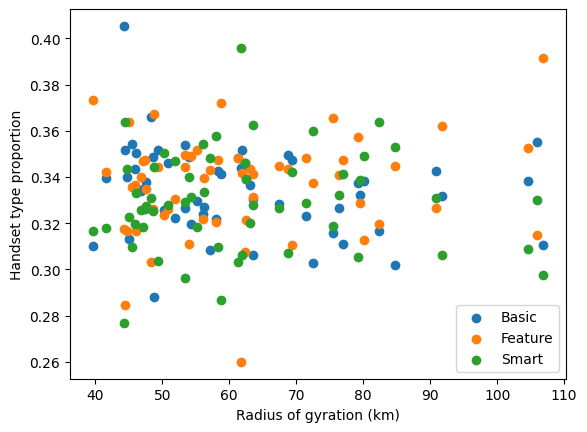 0.40
0.38
0.36
0.34
0.32
0.30
0.28
0.26
Handset type proportion
40 50 60 70 80 90 100 110
Radius of gyration (km)
Basic
Feature
Smart